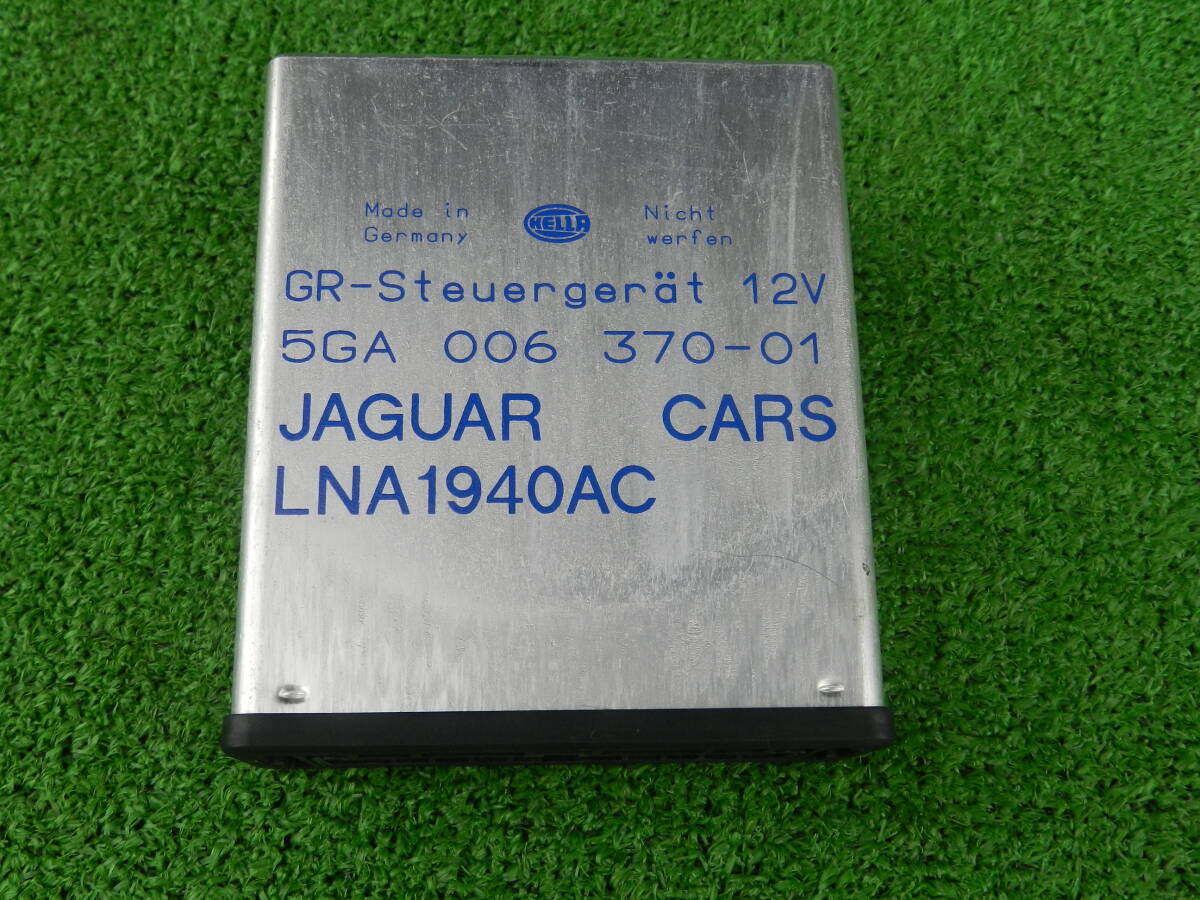 Made in
Germany
HELLA
Nicht
werfen
GR-Steuergerät 12V
5GA 006 370-01
JAGUAR CARS
LNA1940AC